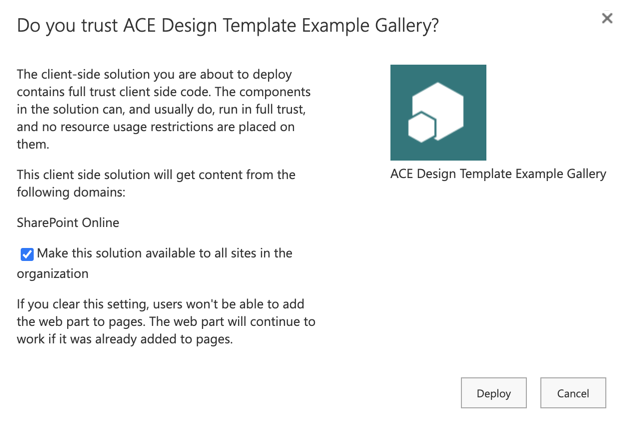 Do you trust ACE Design Template Example Gallery?
The client-side solution you are about to deploy
contains full trust client side code. The components
in the solution can, and usually do, run in full trust,
and no resource usage restrictions are placed on
them.
This client side solution will get content from the
following domains:
SharePoint Online
Make this solution available to all sites in the
organization
If you clear this setting, users won't be able to add
the web part to pages. The web part will continue to
work if it was already added to pages.
ACE Design Template Example Gallery
Deploy
Cancel